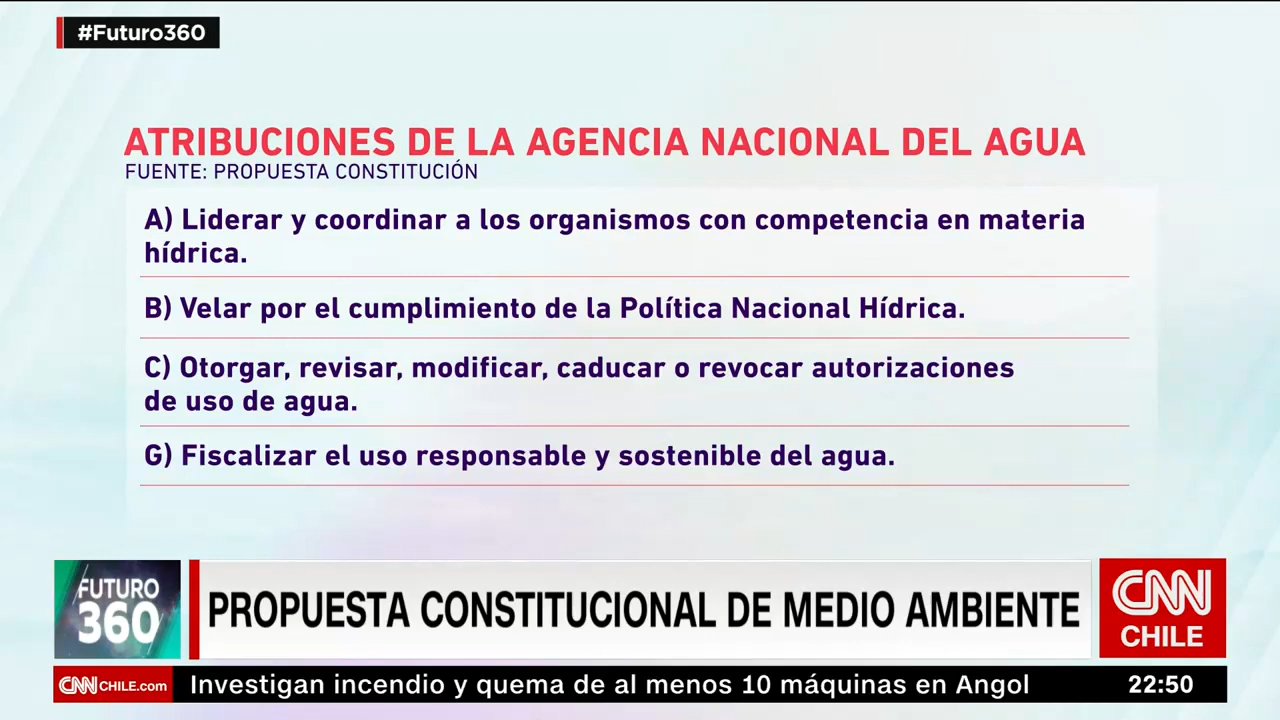 #Futuro360
ATRIBUCIONES DE LA AGENCIA NACIONAL DEL AGUA
FUENTE: PROPUESTA CONSTITUCIÓN
A) Liderar y coordinar a los organismos con competencia en materia
hídrica.
B) Velar por el cumplimiento de la Política Nacional Hídrica.
C) Otorgar, revisar, modificar, caducar o revocar autorizaciones
de uso de agua.
G) Fiscalizar el uso responsable y sostenible del agua.
FUTURO
360
PROPUESTA CONSTITUCIONAL DE MEDIO AMBIENTE
CNN
CHILE
CNNCHILE.com
Investigan incendio y quema de al menos 10 máquinas en Angol
22:50